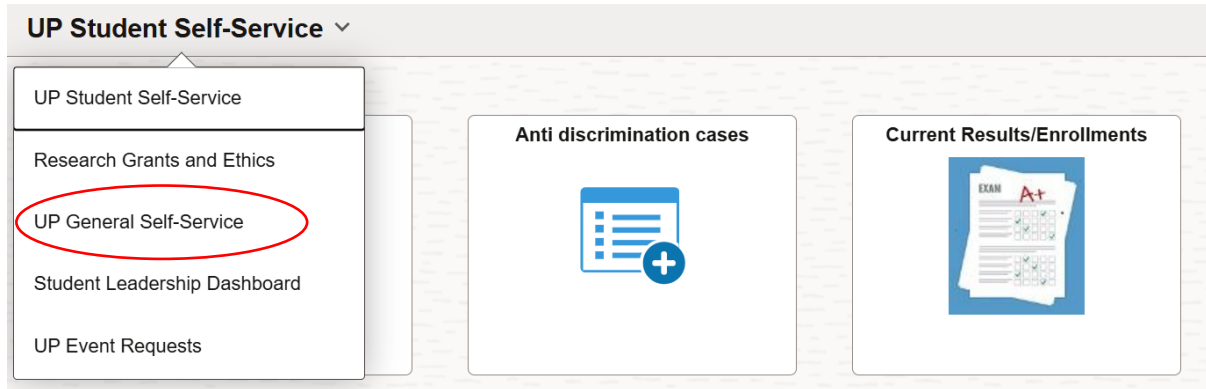 UP Student Self-Service
UP Student Self-Service
Research Grants and Ethics
UP General Self-Service
Student Leadership Dashboard
UP Event Requests
Anti discrimination cases
Current Results/Enrollments
EXAM A+